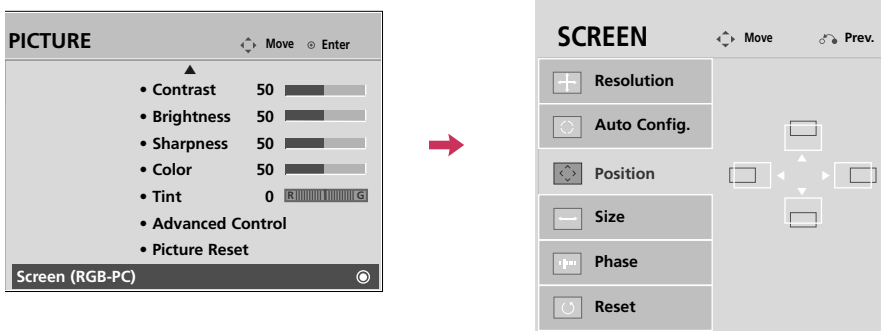 PICTURE
Move Enter
• Contrast 50
• Brightness 50
• Sharpness 50
• Color 50
• Tint 0 R G
• Advanced Control
• Picture Reset
Screen (RGB-PC)
SCREEN
Move Prev.
Resolution
Auto Config.
Position
Size
Phase
Reset